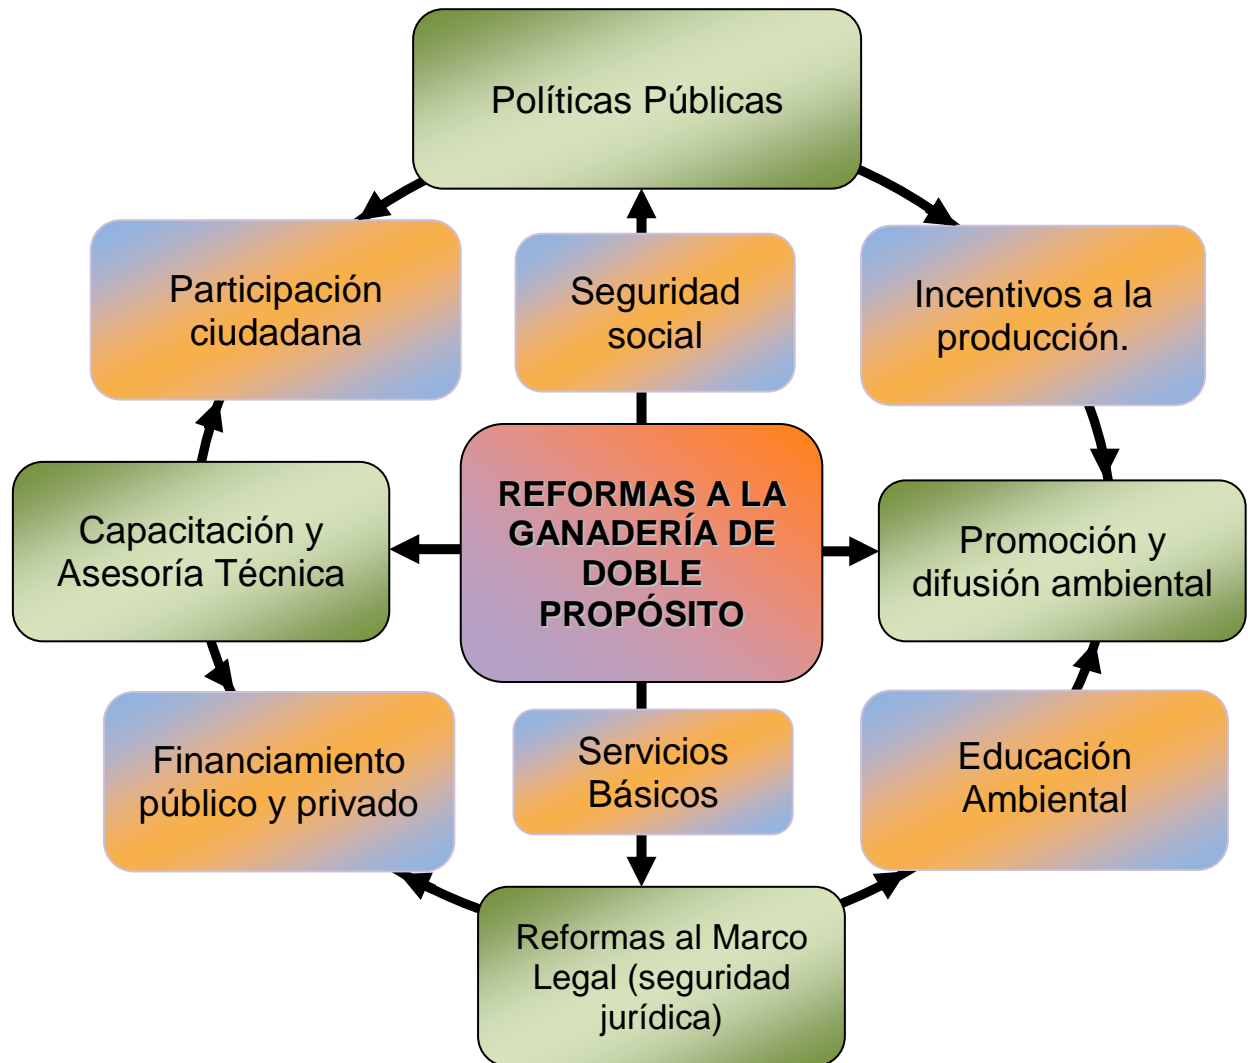 Políticas Públicas
Participación
ciudadana
Seguridad
social
Incentivos a la
producción.
Capacitación y
Asesoría Técnica
REFORMAS A LA
GANADERÍA DE
DOBLE
PROPÓSITO
Promoción y
difusión ambiental
Financiamiento
público y privado
Servicios
Básicos
Educación
Ambiental
Reformas al Marco
Legal (seguridad
jurídica)